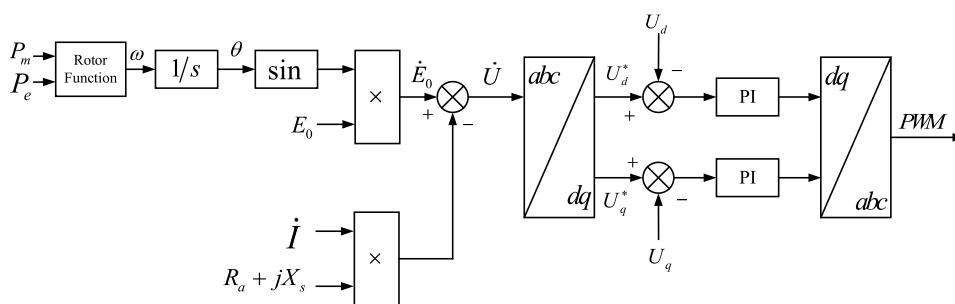 P_m
P_e
Rotor
Function
ω
1/s
θ
sin
E_0
×
Ė_0
+
−
U̇
İ
R_a + jX_s
×
abc
dq
U_d^*
U_q^*
U_d
−
+
PI
+
−
U_q
PI
dq
abc
PWM